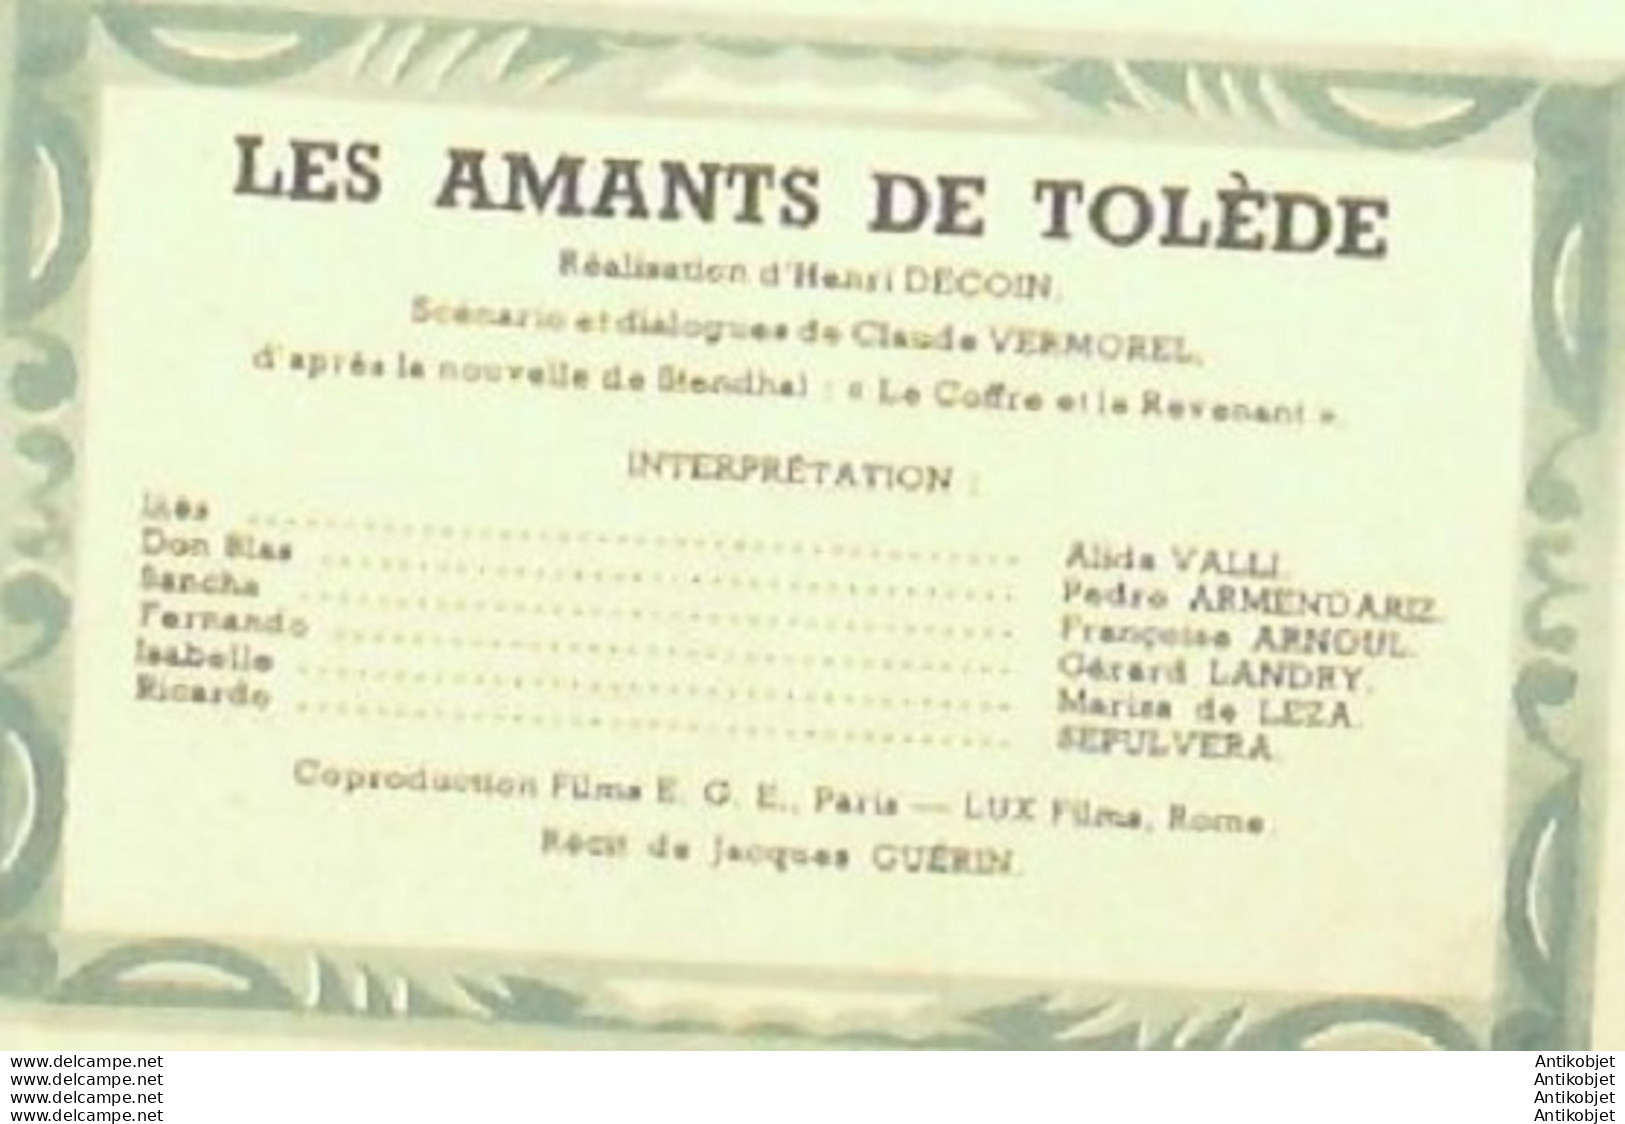 LES AMANTS DE TOLÈDE
Réalisation d'Henri DECOIN.
Scénario et dialogues de Claude VERMOREL,
d'après la nouvelle de Stendhal : « Le Coffre et le Revenant ».
INTERPRÉTATION :
Inès .......... Alida VALLI.
Don Blas .......... Pedro ARMENDARIZ.
Sancha .......... Françoise ARNOUL.
Fernando .......... Gérard LANDRY.
Isabelle .......... Marisa de LEZA.
Ricardo .......... SEPULVERA.
Coproduction Films E. G. E., Paris — LUX Films, Rome.
Récit de Jacques GUÉRIN.
www.delcampe.net Antikobjet
www.delcampe.net Antikobjet
www.delcampe.net Antikobjet
www.delcampe.net Antikobjet